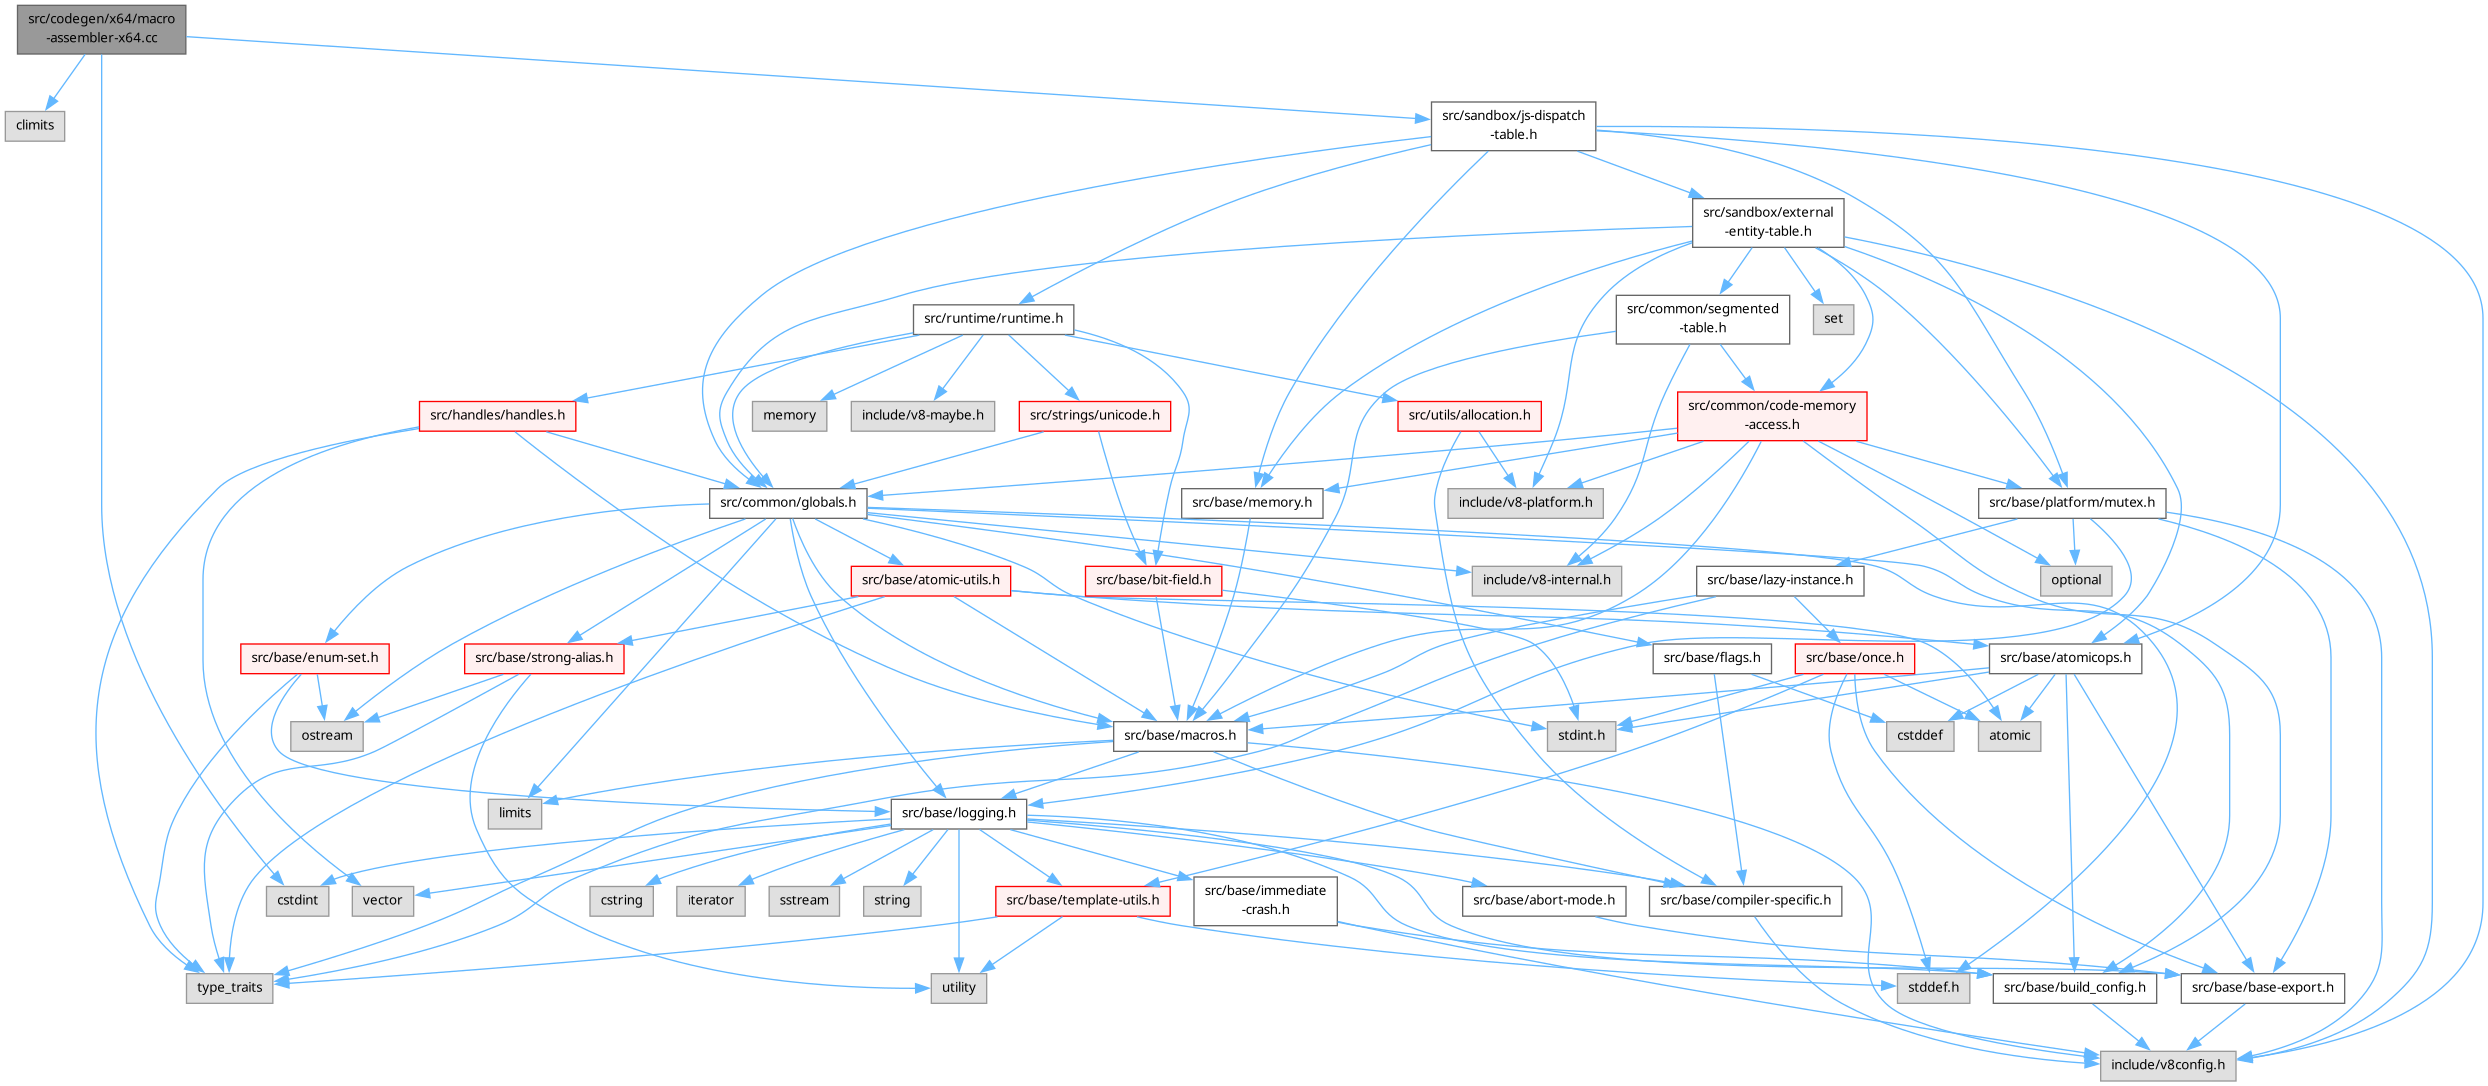 src/codegen/x64/macro
-assembler-x64.cc
climits
src/sandbox/js-dispatch
-table.h
src/sandbox/external
-entity-table.h
src/runtime/runtime.h
src/common/segmented
-table.h
set
src/handles/handles.h
memory
include/v8-maybe.h
src/strings/unicode.h
src/utils/allocation.h
src/common/code-memory
-access.h
src/common/globals.h
src/base/memory.h
include/v8-platform.h
src/base/platform/mutex.h
src/base/atomic-utils.h
src/base/bit-field.h
include/v8-internal.h
src/base/lazy-instance.h
optional
src/base/enum-set.h
src/base/strong-alias.h
src/base/flags.h
src/base/once.h
src/base/atomicops.h
ostream
src/base/macros.h
stdint.h
cstddef
atomic
limits
src/base/logging.h
cstdint
vector
cstring
iterator
sstream
string
src/base/template-utils.h
src/base/immediate
-crash.h
src/base/abort-mode.h
src/base/compiler-specific.h
type_traits
utility
stddef.h
src/base/build_config.h
src/base/base-export.h
include/v8config.h